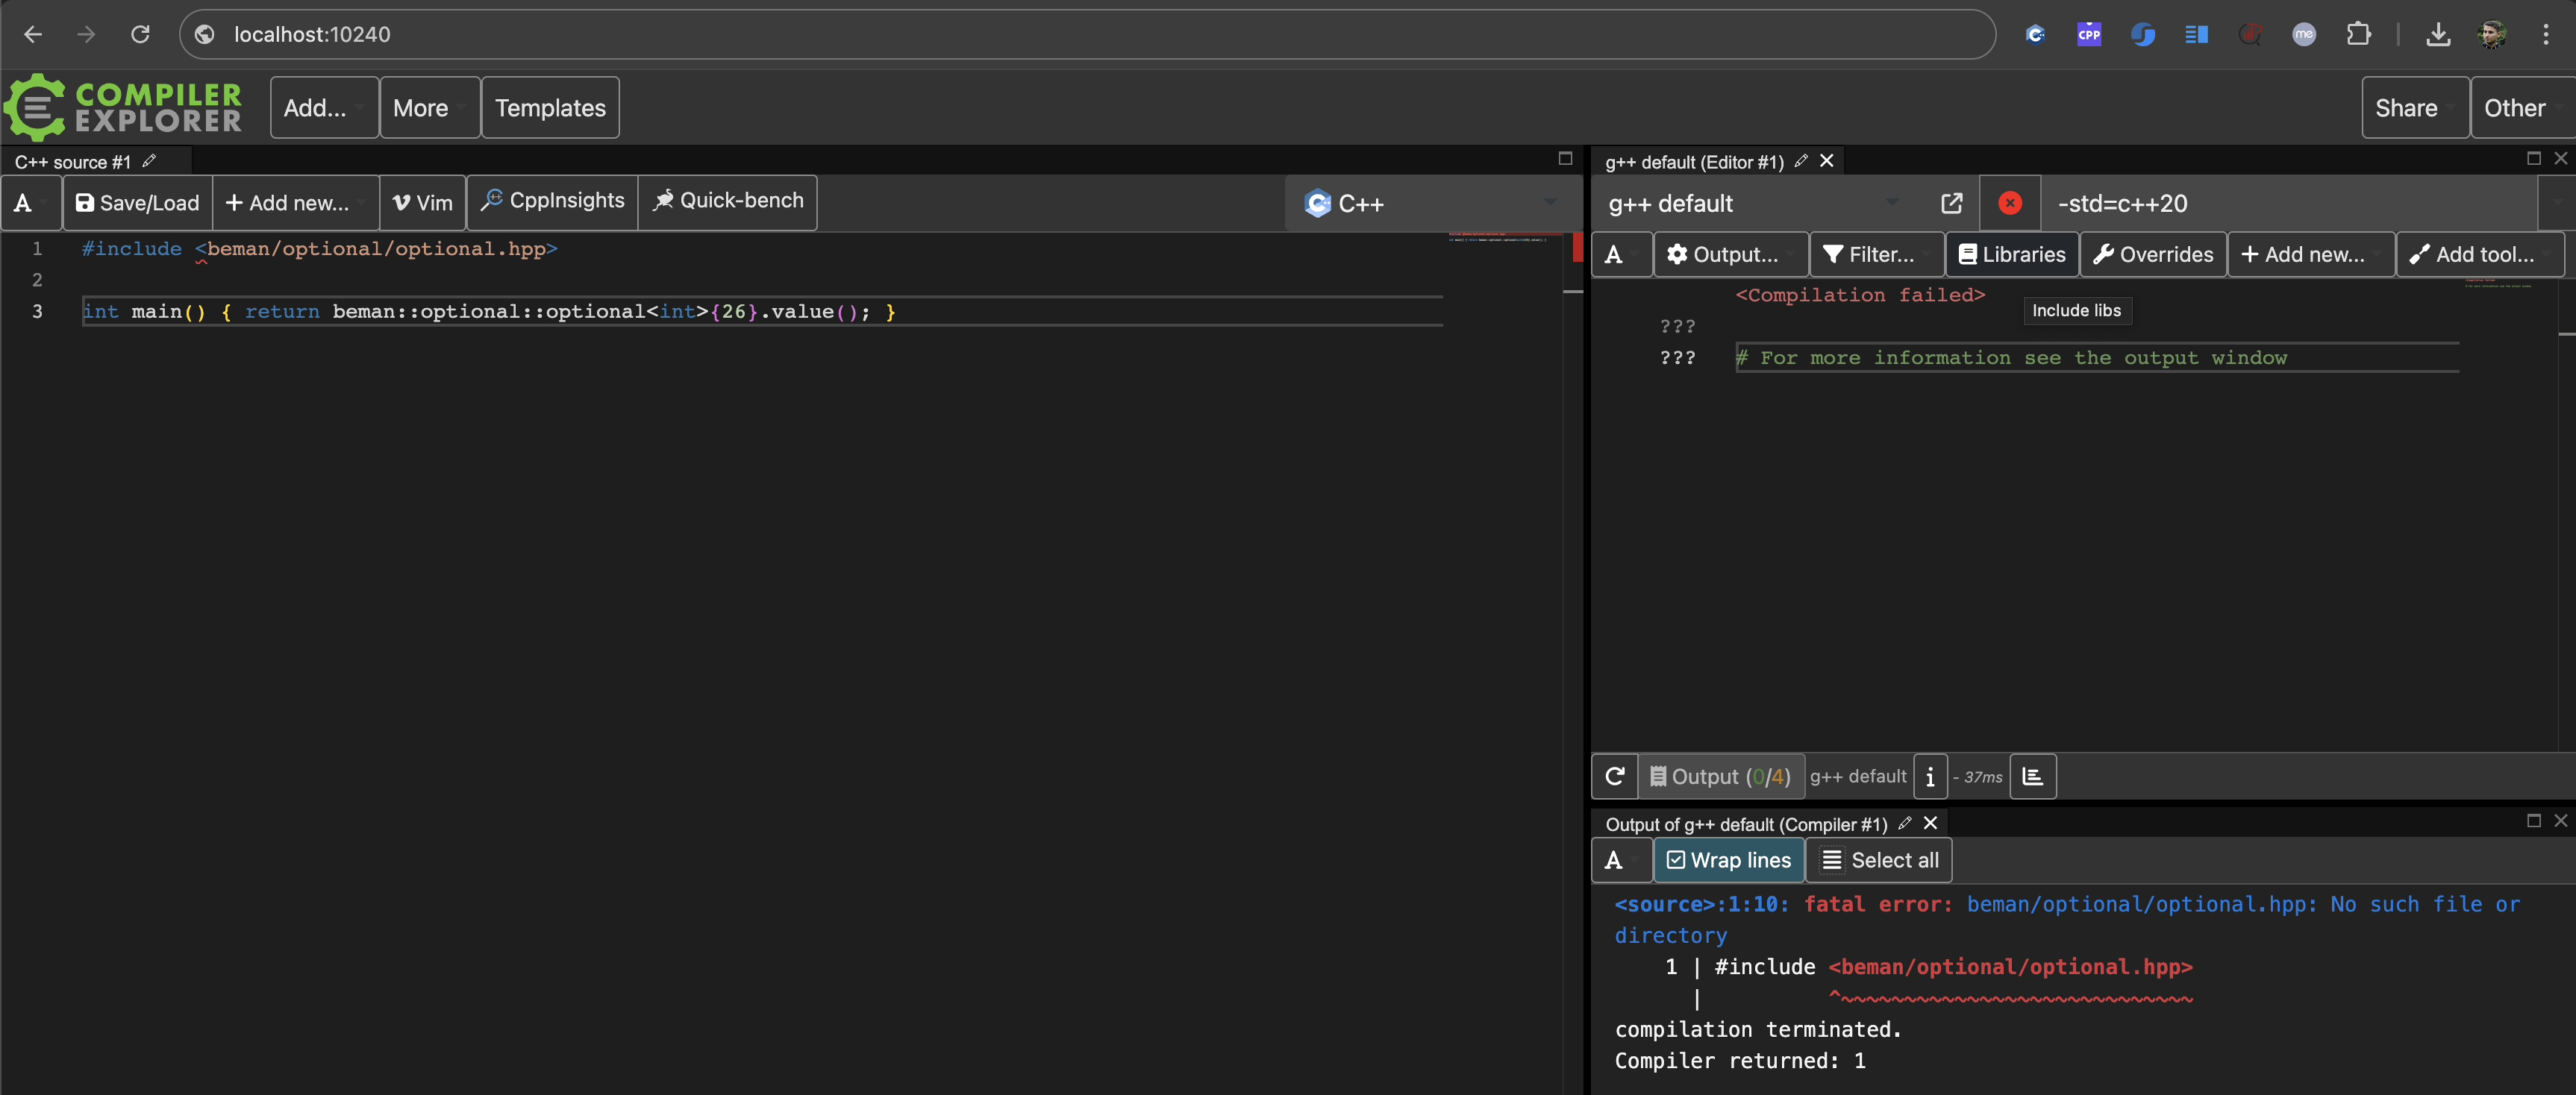 localhost:10240
CPP
me
COMPILER
EXPLORER
Add...
More
Templates
Share
Other
C++ source #1
A
Save/Load
+ Add new...
Vim
CppInsights
Quick-bench
C++
1 #include <beman/optional/optional.hpp>
2
3 int main() { return beman::optional::optional<int>{26}.value(); }
g++ default (Editor #1)
g++ default
-std=c++20
A
Output...
Filter...
Libraries
Overrides
+ Add new...
Add tool...
<Compilation failed>
Include libs
???
??? # For more information see the output window
Output (0/4)
g++ default
i
- 37ms
Output of g++ default (Compiler #1)
A
Wrap lines
Select all
<source>:1:10: fatal error: beman/optional/optional.hpp: No such file or
directory
1 | #include <beman/optional/optional.hpp>
| ^~~~~~~~~~~~~~~~~~~~~~~~~~~~~
compilation terminated.
Compiler returned: 1